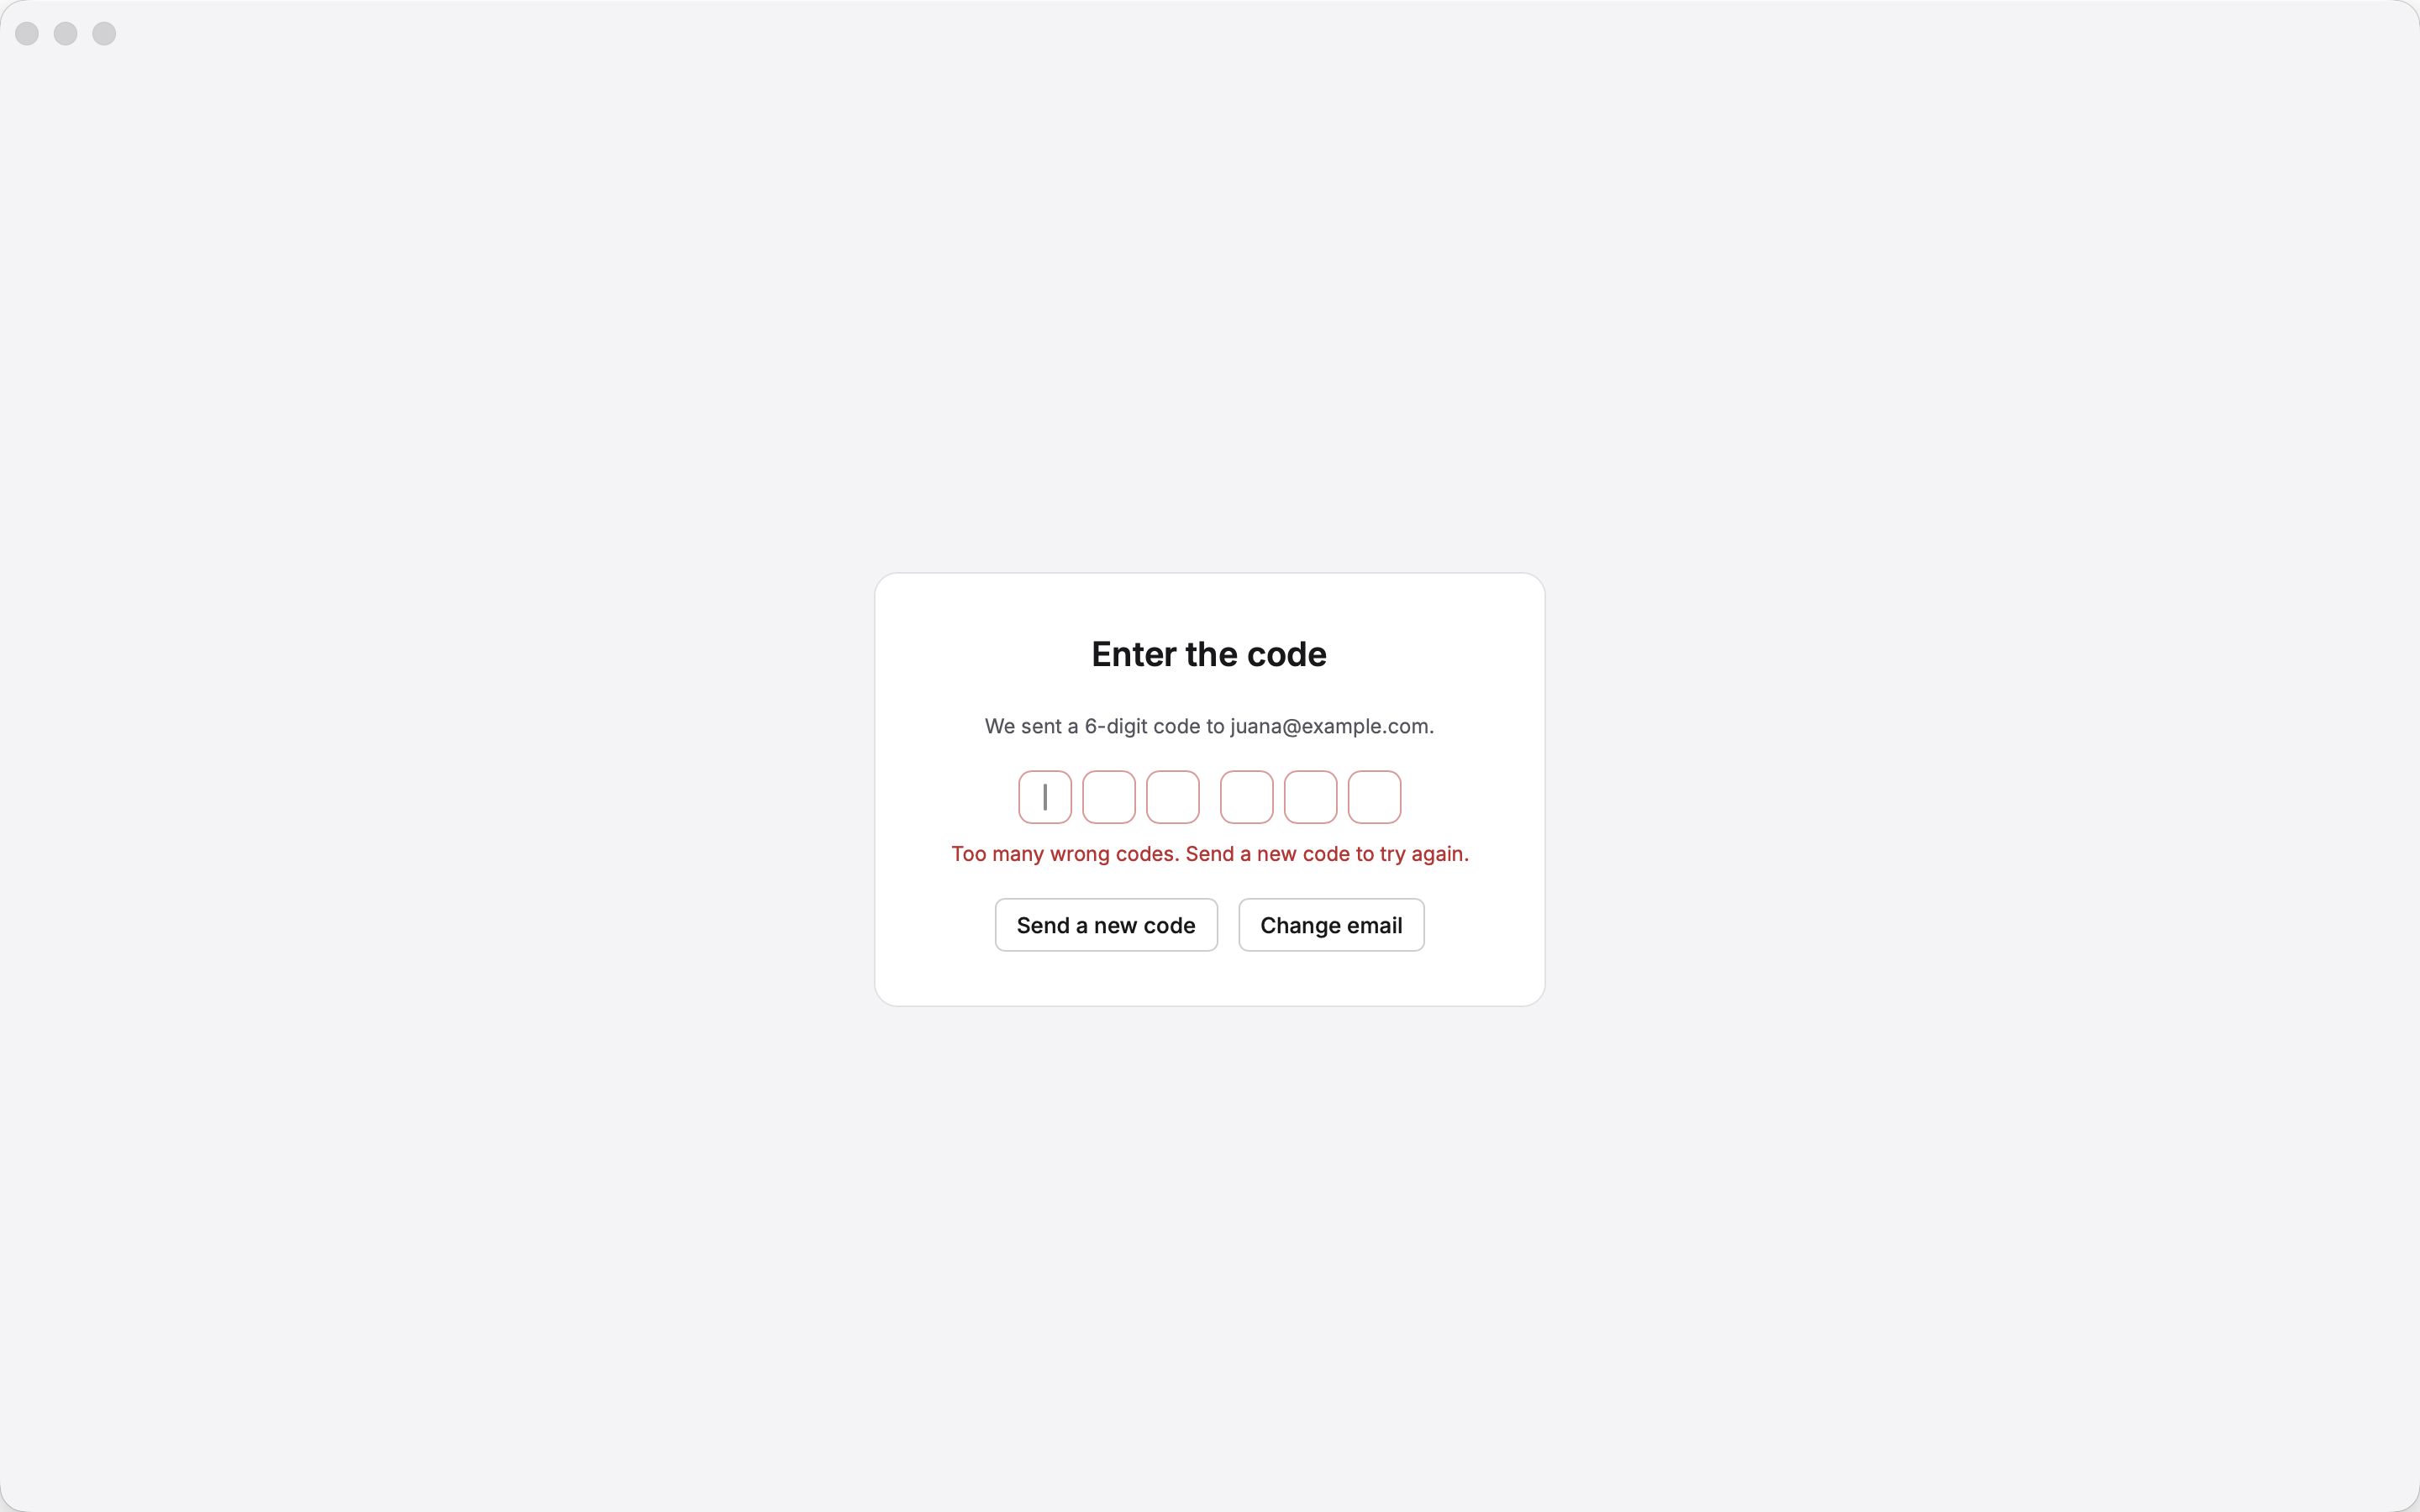 Enter the code
We sent a 6-digit code to juana@example.com.
Too many wrong codes. Send a new code to try again.
Send a new code
Change email